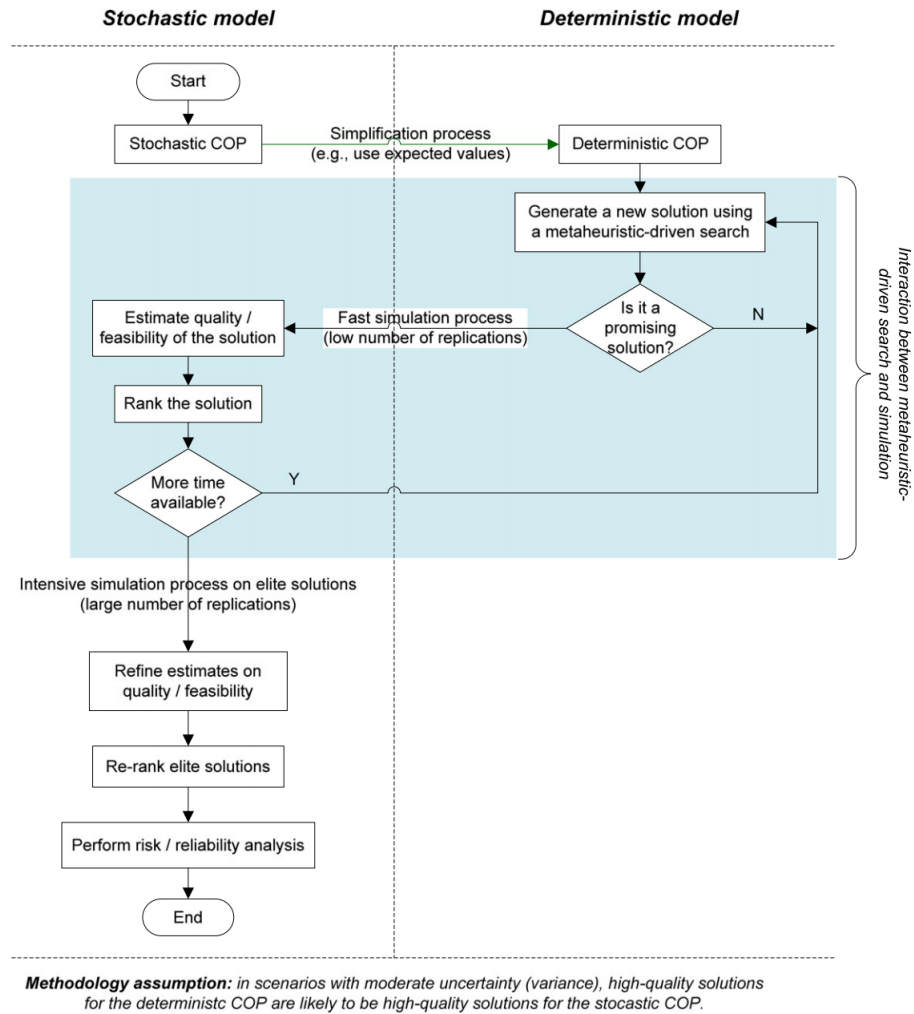 Stochastic model
Deterministic model
Start
Stochastic COP
Simplification process
(e.g., use expected values)
Deterministic COP
Generate a new solution using
a metaheuristic-driven search
Is it a
promising
solution?
N
Fast simulation process
(low number of replications)
Estimate quality /
feasibility of the solution
Rank the solution
More time
available?
Y
Interaction between metaheuristic-
driven search and simulation
Intensive simulation process on elite solutions
(large number of replications)
Refine estimates on
quality / feasibility
Re-rank elite solutions
Perform risk / reliability analysis
End
Methodology assumption: in scenarios with moderate uncertainty (variance), high-quality solutions
for the determinstc COP are likely to be high-quality solutions for the stocastic COP.